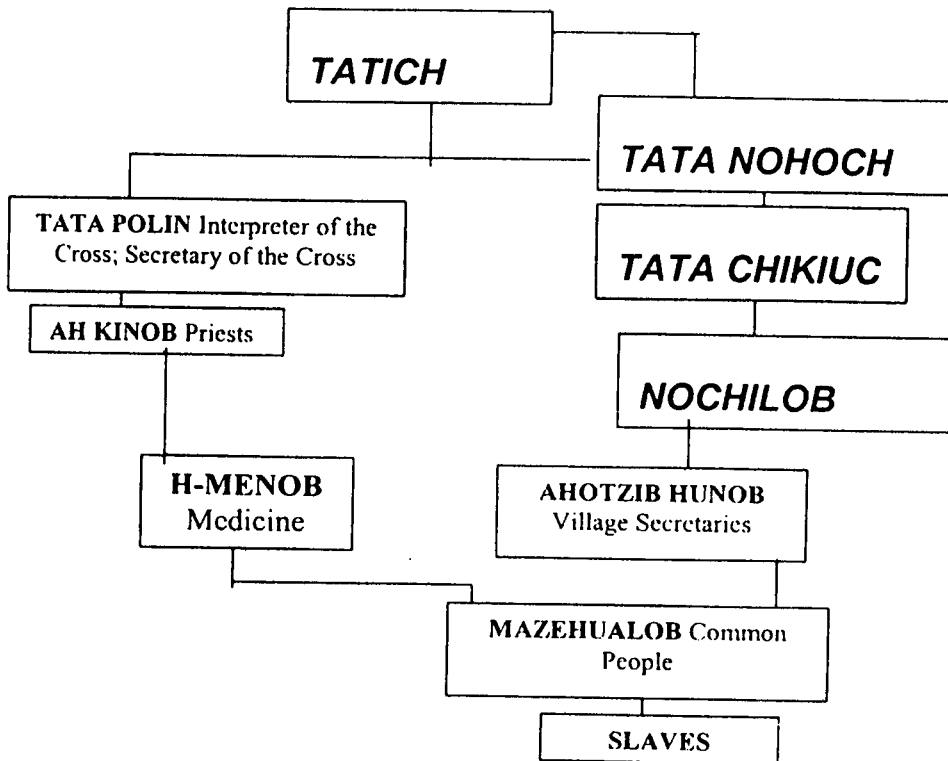 TATICH
TATA NOHOCH
TATA POLIN Interpreter of the
Cross; Secretary of the Cross
TATA CHIKIUC
AH KINOB Priests
NOCHILOB
H-MENOB
Medicine
AHOTZIB HUNOB
Village Secretaries
MAZEHUALOB Common
People
SLAVES